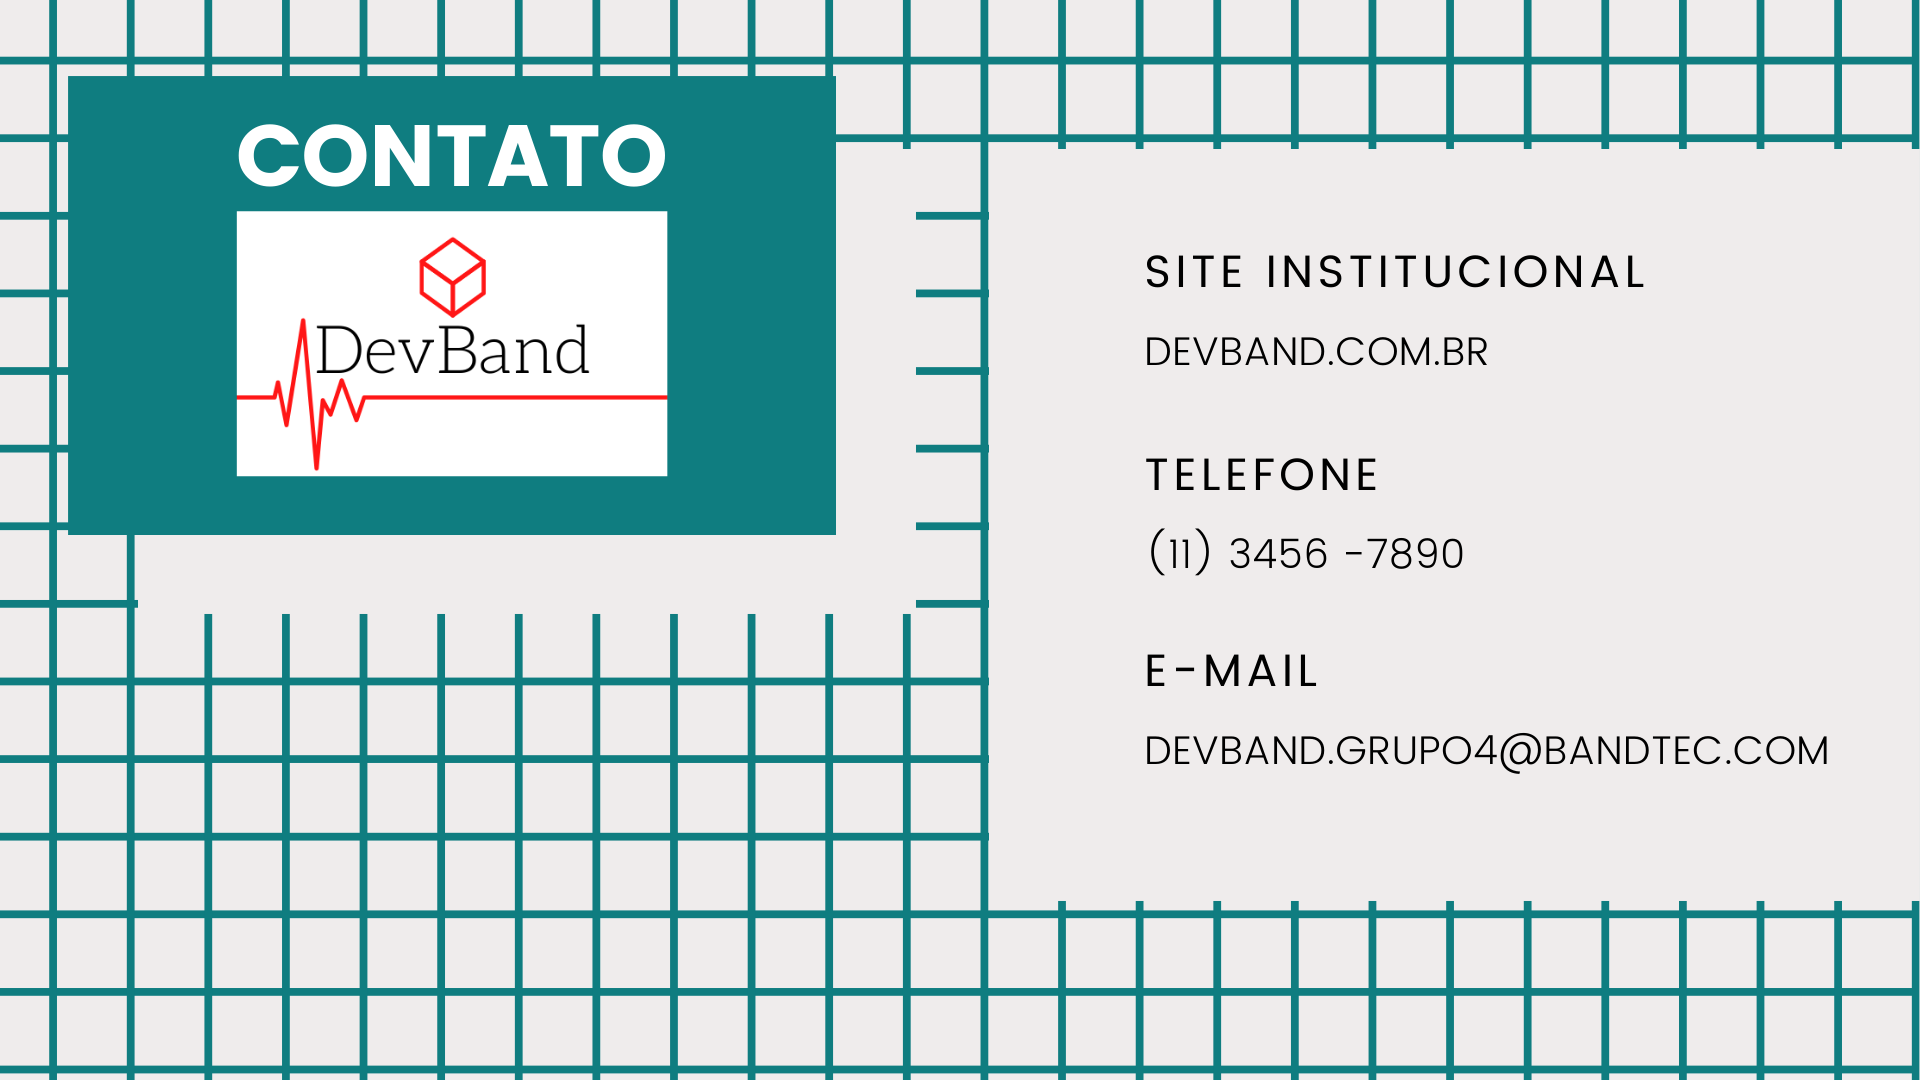 CONTATO
DevBand
SITE INSTITUCIONAL
DEVBAND.COM.BR
TELEFONE
(11) 3456 -7890
E-MAIL
DEVBAND.GRUPO4@BANDTEC.COM